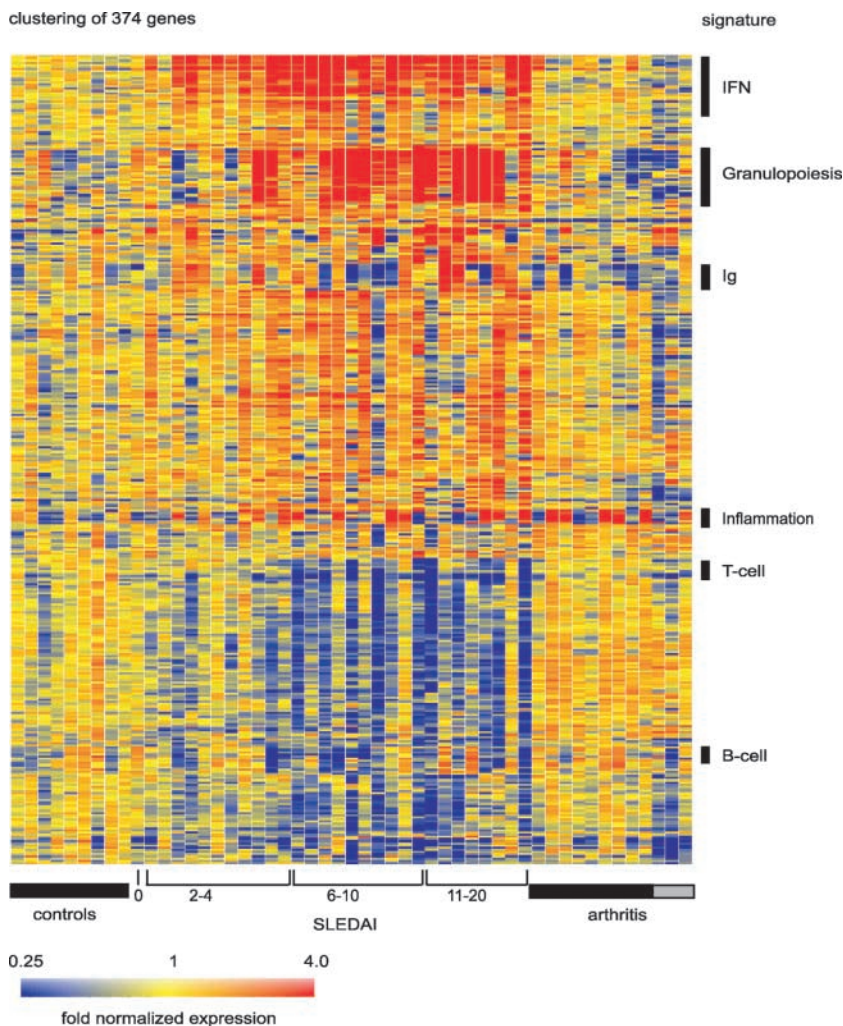 clustering of 374 genes
signature
IFN
Granulopoiesis
Ig
Inflammation
T-cell
B-cell
0 2-4 6-10 11-20
controls
arthritis
SLEDAI
0.25 1 4.0
fold normalized expression